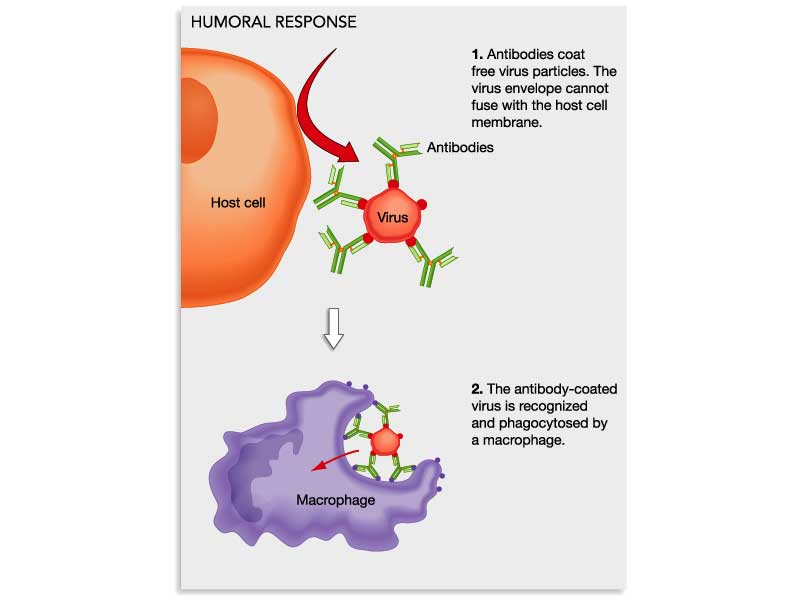 HUMORAL RESPONSE
1. Antibodies coat
free virus particles. The
virus envelope cannot
fuse with the host cell
membrane.
Antibodies
Host cell
Virus
2. The antibody-coated
virus is recognized
and phagocytosed by
a macrophage.
Macrophage